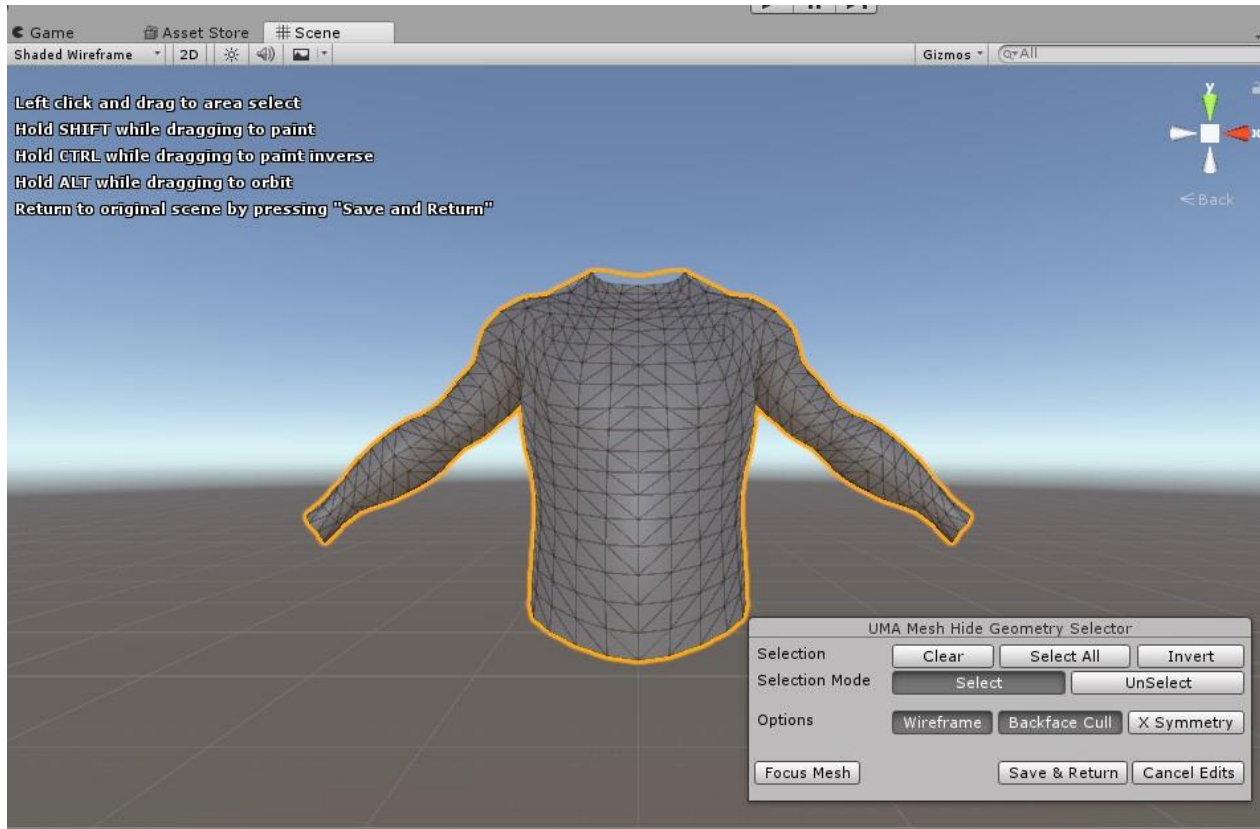 Game Asset Store Scene
Shaded Wireframe 2D Gizmos All
Left click and drag to area select
Hold SHIFT while dragging to paint
Hold CTRL while dragging to paint inverse
Hold ALT while dragging to orbit
Return to original scene by pressing "Save and Return"
y
x
Back
UMA Mesh Hide Geometry Selector
Selection Clear Select All Invert
Selection Mode Select UnSelect
Options Wireframe Backface Cull X Symmetry
Focus Mesh Save & Return Cancel Edits